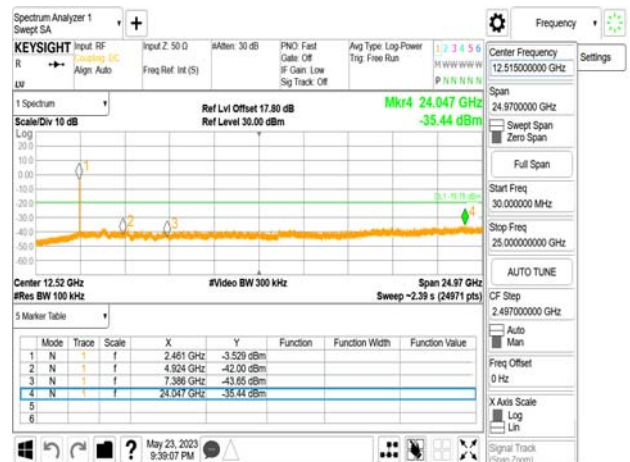 Spectrum Analyzer 1
Swept SA
Frequency
KEYSIGHT Input: RF
R Coupling: DC
Align: Auto
LW
Input Z: 50 Ω
Freq Ref: Int (S)
#Atten: 30 dB
PNO: Fast
Gate: Off
IF Gain: Low
Sig Track: Off
Avg Type: Log-Power
Trig: Free Run
1 2 3 4 5 6
M W W W W W
P N N N N N
Center Frequency
12.515000000 GHz
Settings
1 Spectrum
Scale/Div 10 dB
Ref Lvl Offset 17.80 dB
Ref Level 30.00 dBm
Mkr4 24.047 GHz
-35.44 dBm
Log
20.0
10.0
0.00
-10.0
-20.0
-30.0
-40.0
-50.0
-60.0
1
2
3
4
Center 12.52 GHz
#Res BW 100 kHz
#Video BW 300 kHz
Span 24.97 GHz
Sweep ~2.39 s (24971 pts)
Span
24.9700000 GHz
Swept Span
Zero Span
Full Span
Start Freq
30.000000 MHz
Stop Freq
25.000000000 GHz
AUTO TUNE
CF Step
2.497000000 GHz
Auto
Man
Freq Offset
0 Hz
X Axis Scale
Log
Lin
Signal Track
(Span Zoom)
5 Marker Table
Mode Trace Scale X Y Function Function Width Function Value
1 N 1 f 2.461 GHz -3.529 dBm
2 N 1 f 4.924 GHz -42.00 dBm
3 N 1 f 7.386 GHz -43.65 dBm
4 N 1 f 24.047 GHz -35.44 dBm
5
6
?
May 23, 2023
9:39:07 PM